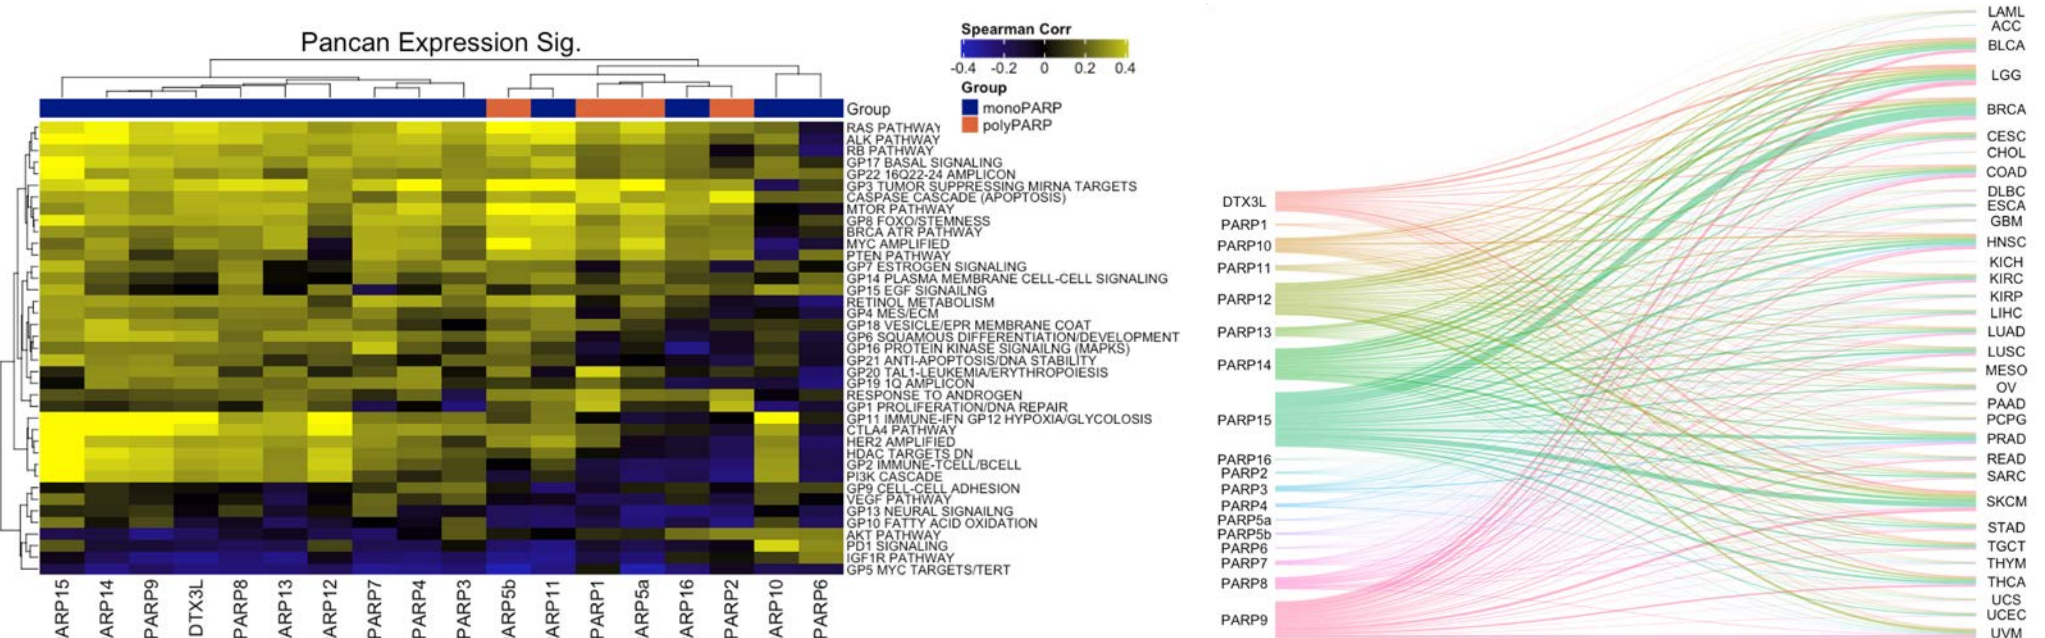 Pancan Expression Sig.
Spearman Corr
-0.4 -0.2 0 0.2 0.4
Group
monoPARP
polyPARP
Group
RAS PATHWAY
ALK PATHWAY
RB PATHWAY
GP17 BASAL SIGNALING
GP22 16Q22-24 AMPLICON
GP3 TUMOR SUPPRESSING MIRNA TARGETS
CASPASE CASCADE (APOPTOSIS)
MTOR PATHWAY
GP8 FOXO/STEMNESS
BRCA ATR PATHWAY
MYC AMPLIFIED
PTEN PATHWAY
GP7 ESTROGEN SIGNALING
GP14 PLASMA MEMBRANE CELL-CELL SIGNALING
GP15 EGF SIGNAILNG
RETINOL METABOLISM
GP4 MES/ECM
GP18 VESICLE/EPR MEMBRANE COAT
GP6 SQUAMOUS DIFFERENTIATION/DEVELOPMENT
GP16 PROTEIN KINASE SIGNAILNG (MAPKS)
GP21 ANTI-APOPTOSIS/DNA STABILITY
GP20 TAL1-LEUKEMIA/ERYTHROPOIESIS
GP19 1Q AMPLICON
RESPONSE TO ANDROGEN
GP1 PROLIFERATION/DNA REPAIR
GP11 IMMUNE-IFN GP12 HYPOXIA/GLYCOLOSIS
CTLA4 PATHWAY
HER2 AMPLIFIED
HDAC TARGETS DN
GP2 IMMUNE-TCELL/BCELL
PI3K CASCADE
GP9 CELL-CELL ADHESION
VEGF PATHWAY
GP13 NEURAL SIGNAILNG
GP10 FATTY ACID OXIDATION
AKT PATHWAY
PD1 SIGNALING
IGF1R PATHWAY
GP5 MYC TARGETS/TERT
ARP15
ARP14
PARP9
DTX3L
PARP8
ARP13
ARP12
PARP7
PARP4
PARP3
ARP5b
ARP11
PARP1
ARP5a
ARP16
PARP2
ARP10
PARP6
DTX3L
PARP1
PARP10
PARP11
PARP12
PARP13
PARP14
PARP15
PARP16
PARP2
PARP3
PARP4
PARP5a
PARP5b
PARP6
PARP7
PARP8
PARP9
LAML
ACC
BLCA
LGG
BRCA
CESC
CHOL
COAD
DLBC
ESCA
GBM
HNSC
KICH
KIRC
KIRP
LIHC
LUAD
LUSC
MESO
OV
PAAD
PCPG
PRAD
READ
SARC
SKCM
STAD
TGCT
THYM
THCA
UCS
UCEC
UVM